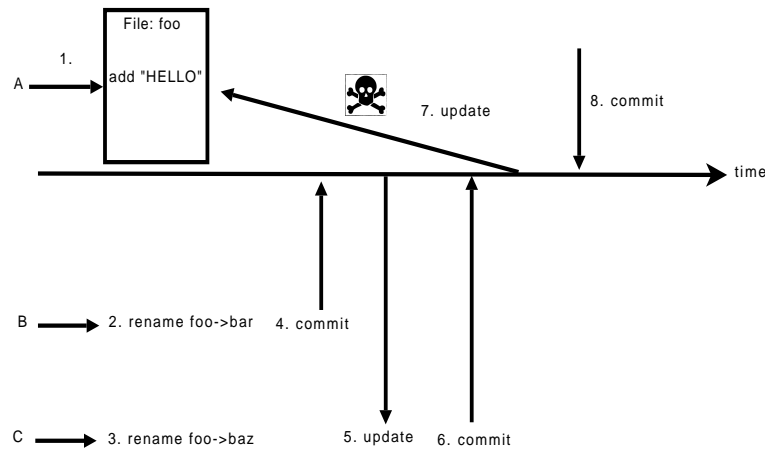 File: foo
1.
A
add "HELLO"
7. update
8. commit
time
B
2. rename foo->bar
4. commit
C
3. rename foo->baz
5. update
6. commit